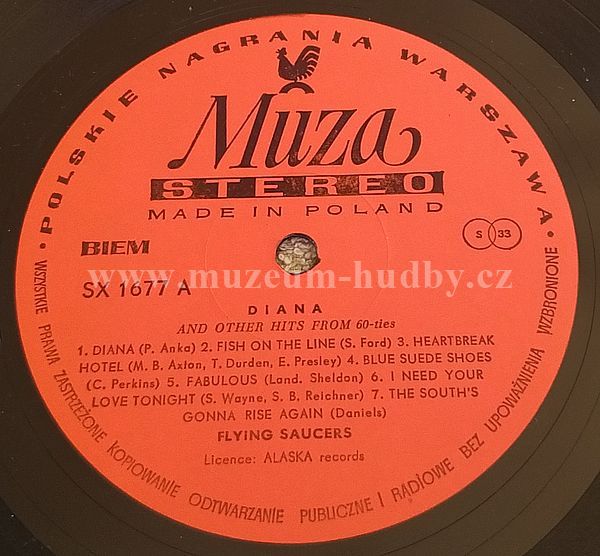 • POLSKIE NAGRANIA WARSZAWA •
Muza
STEREO
MADE IN POLAND
BIEM
S 33
SX 1677 A
www.muzeum-hudby.cz
DIANA
AND OTHER HITS FROM 60-ties
1. DIANA (P. Anka) 2. FISH ON THE LINE (S. Ford) 3. HEARTBREAK
HOTEL (M. B. Axton, T. Durden, E. Presley) 4. BLUE SUEDE SHOES
(C. Perkins) 5. FABULOUS (Land. Sheldon) 6. I NEED YOUR
LOVE TONIGHT (S. Wayne, S. B. Reichner) 7. THE SOUTH'S
GONNA RISE AGAIN (Daniels)
FLYING SAUCERS
Licence: ALASKA records
WSZYSTKIE PRAWA ZASTRZEŻONE KOPIOWANIE ODTWARZANIE PUBLICZNE I RADIOWE BEZ UPOWAŻNIENIA WZBRONIONE